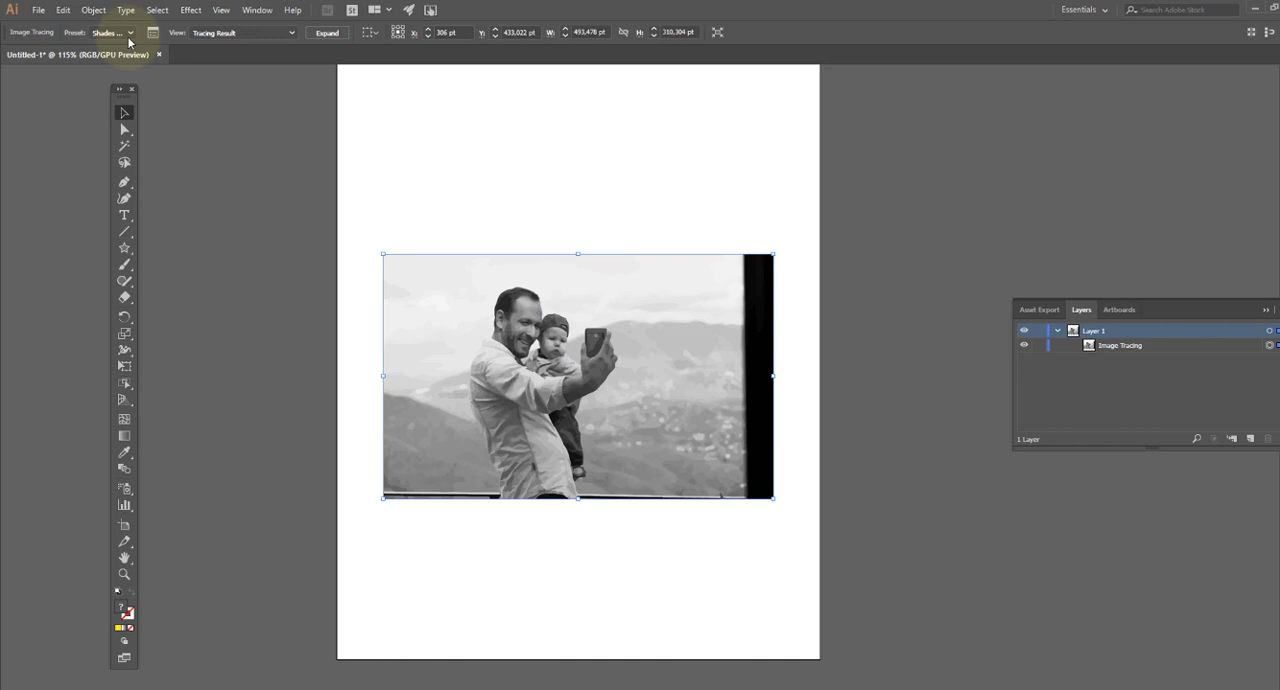 Ai File Edit Object Type Select Effect View Window Help Br St Essentials Search Adobe Stock
Image Tracing Preset: Shades ... View: Tracing Result Expand X: 306 pt Y: 433,022 pt W: 493,478 pt H: 310,304 pt
Untitled-1* @ 115% (RGB/GPU Preview) ×
T
Asset Export Layers Artboards
Layer 1
Image Tracing
1 Layer
?